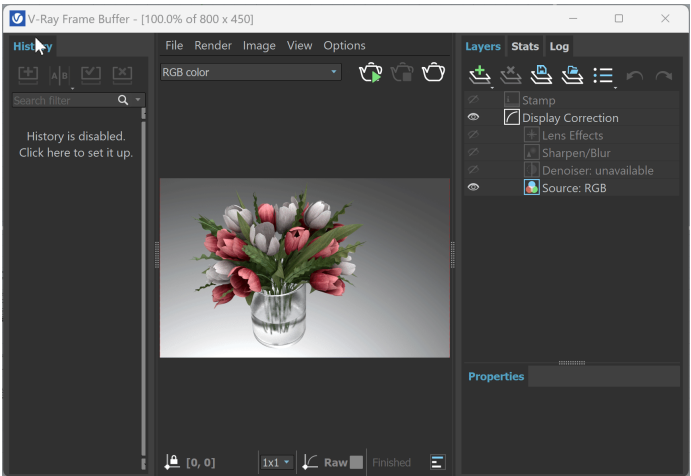 V-Ray Frame Buffer - [100.0% of 800 x 450]
History
File Render Image View Options
Layers Stats Log
RGB color
A B
Search filter
History is disabled.
Click here to set it up.
Stamp
Display Correction
Lens Effects
Sharpen/Blur
Denoiser: unavailable
Source: RGB
Properties
[0, 0]
1x1
Raw
Finished